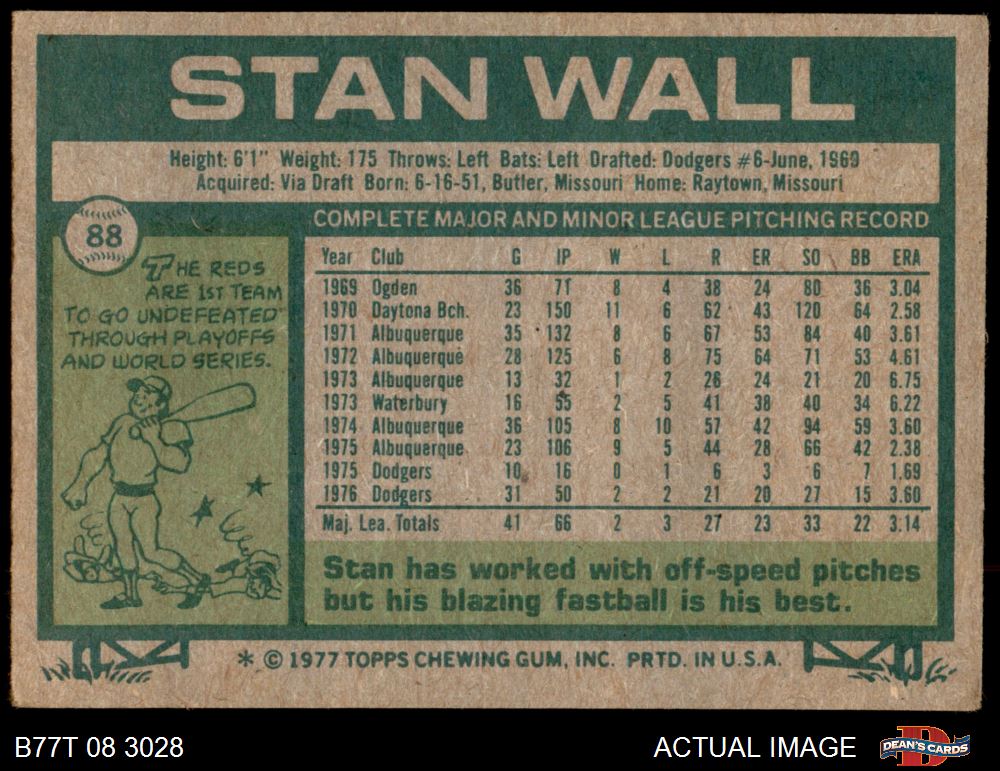 STAN WALL
Height: 6'1" Weight: 175 Throws: Left Bats: Left Drafted: Dodgers #6-June, 1969
Acquired: Via Draft Born: 6-16-51, Butler, Missouri Home: Raytown, Missouri
88
THE REDS
ARE 1ST TEAM
TO GO UNDEFEATED
THROUGH PLAYOFFS
AND WORLD SERIES.
COMPLETE MAJOR AND MINOR LEAGUE PITCHING RECORD
Year Club G IP W L R ER SO BB ERA
1969 Ogden 36 71 8 4 38 24 80 36 3.04
1970 Daytona Bch. 23 150 11 6 62 43 120 64 2.58
1971 Albuquerque 35 132 8 6 67 53 84 40 3.61
1972 Albuquerque 28 125 6 8 75 64 71 53 4.61
1973 Albuquerque 13 32 1 2 26 24 21 20 6.75
1973 Waterbury 16 55 2 5 41 38 40 34 6.22
1974 Albuquerque 36 105 8 10 57 42 94 59 3.60
1975 Albuquerque 23 106 9 5 44 28 66 42 2.38
1975 Dodgers 10 16 0 1 6 3 6 7 1.69
1976 Dodgers 31 50 2 2 21 20 27 15 3.60
Maj. Lea. Totals 41 66 2 3 27 23 33 22 3.14
Stan has worked with off-speed pitches
but his blazing fastball is his best.
* © 1977 TOPPS CHEWING GUM, INC. PRTD. IN U.S.A.
B77T 08 3028
ACTUAL IMAGE
DEAN'S CARDS